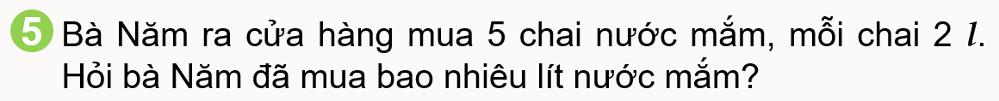 5 Bà Năm ra cửa hàng mua 5 chai nước mắm, mỗi chai 2 l.
Hỏi bà Năm đã mua bao nhiêu lít nước mắm?